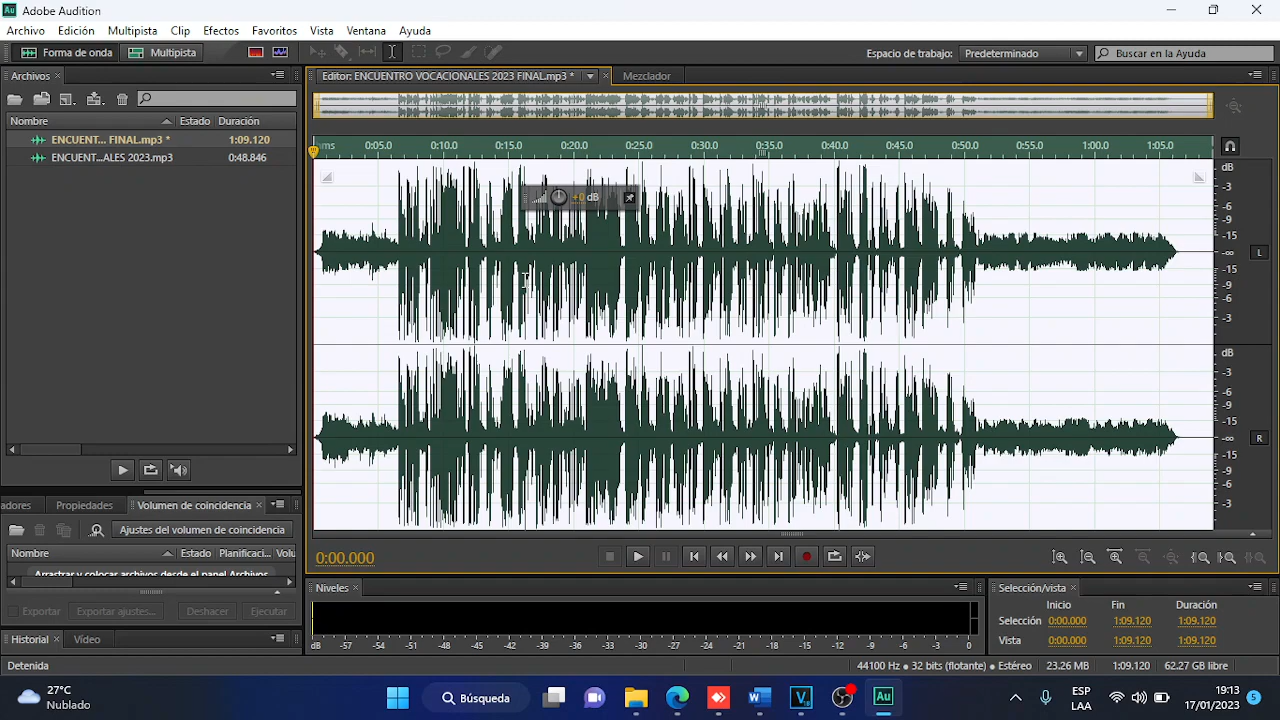 Adobe Audition
Archivo Edición Multipista Clip Efectos Favoritos Vista Ventana Ayuda
Forma de onda Multipista Espacio de trabajo: Predeterminado Buscar en la Ayuda
Archivos Editor: ENCUENTRO VOCACIONALES 2023 FINAL.mp3 * Mezclador
Estado Duración
ENCUENT... FINAL.mp3 * 1:09.120
ENCUENT...ALES 2023.mp3 0:48.846
hms 0:05.0 0:10.0 0:15.0 0:20.0 0:25.0 0:30.0 0:35.0 0:40.0 0:45.0 0:50.0 0:55.0 1:00.0 1:05.0
dB
-3
-6
-9
-15
-∞
-15
-9
-6
-3
L
+0 dB
dB
-3
-6
-9
-15
-∞
-15
-9
-6
-3
R
adores Propiedades Volumen de coincidencia
Ajustes del volumen de coincidencia
Nombre Estado Planificaci... Volu
Arrastrar y colocar archivos desde el panel Archivos
Exportar Exportar ajustes... Deshacer Ejecutar
Historial Vídeo
0:00.000
Niveles
dB -57 -54 -51 -48 -45 -42 -39 -36 -33 -30 -27 -24 -21 -18 -15 -12 -9 -6 -3 0
Selección/vista
Inicio Fin Duración
Selección 0:00.000 1:09.120 1:09.120
Vista 0:00.000 1:09.120 1:09.120
Detenida 44100 Hz • 32 bits (flotante) • Estéreo 23.26 MB 1:09.120 62.27 GB libre
27°C
Nublado
Búsqueda
ESP
LAA
19:13
17/01/2023
5